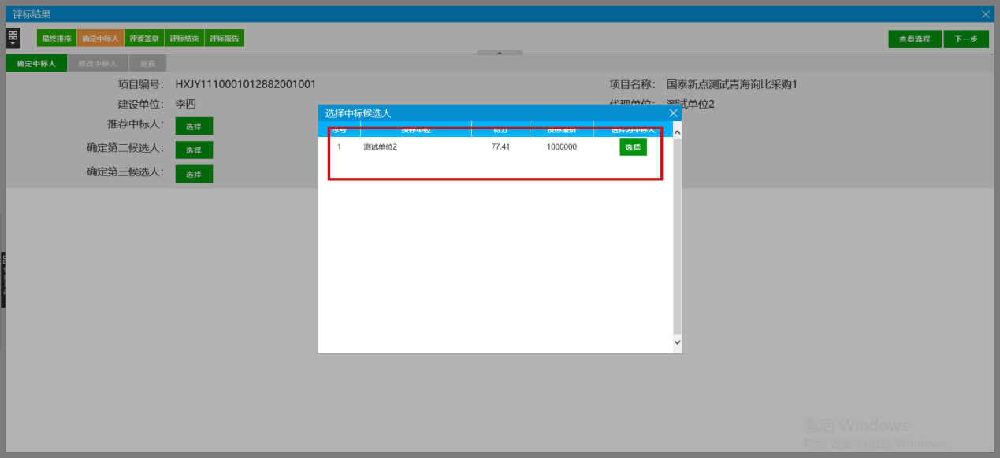 评标结果
最终排序 确定中标人 评委签章 评标结束 评标报告 查看流程 下一步
确定中标人 修改中标人 重置
项目编号： HXJY1110001012882001001 项目名称： 国泰新点测试青海询比采购1
建设单位： 李四 代理单位： 测试单位2
推荐中标人： 选择
确定第二候选人： 选择
确定第三候选人： 选择
选择中标候选人
序号 投标单位 得分 投标报价 选择为中标人
1 测试单位2 77.41 1000000 选择
激活 Windows
转到"设置"以激活 Windows。